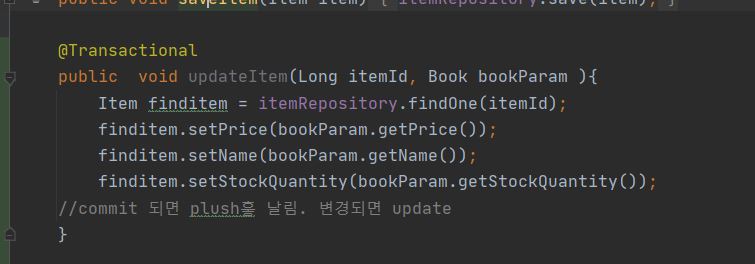 public void saveItem(Item item) { itemRepository.save(item); }
@Transactional
public  void updateItem(Long itemId, Book bookParam ){
Item finditem = itemRepository.findOne(itemId);
finditem.setPrice(bookParam.getPrice());
finditem.setName(bookParam.getName());
finditem.setStockQuantity(bookParam.getStockQuantity());
//commit 되면 plush훌 날림. 변경되면 update
}